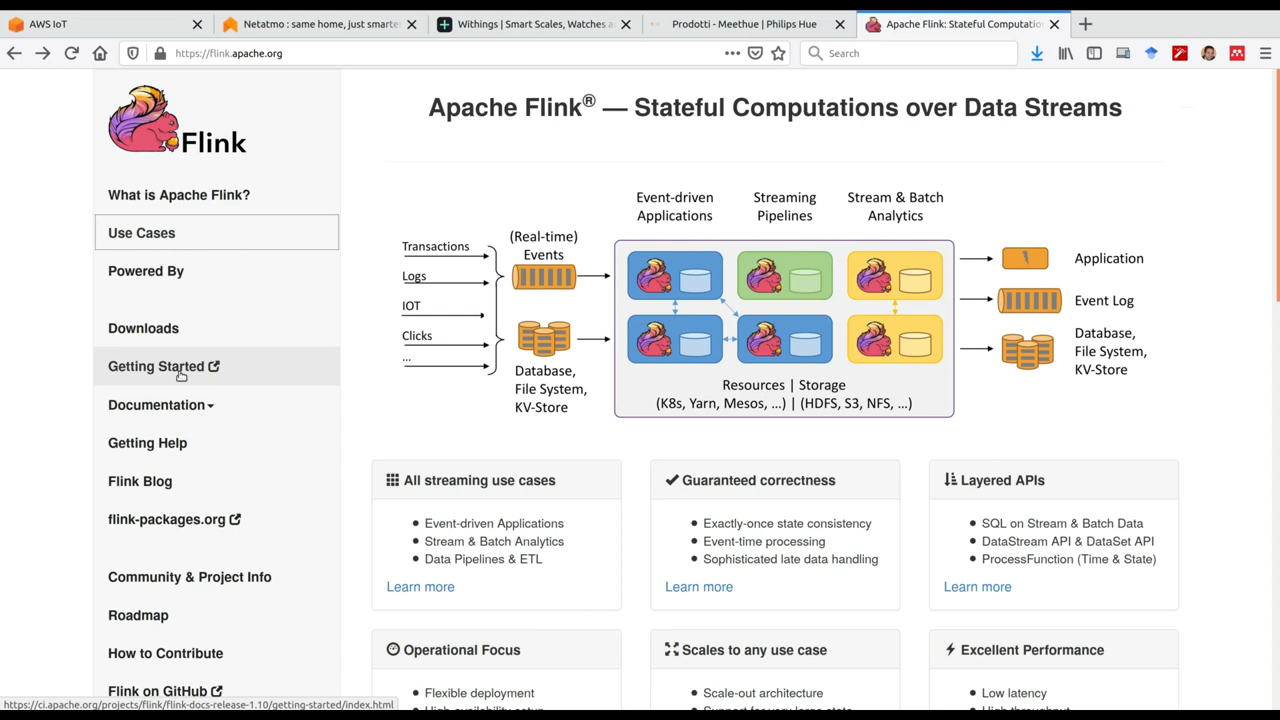 AWS IoT
Netatmo : same home, just smarte
Withings | Smart Scales, Watches a
Prodotti - Meethue | Philips Hue
Apache Flink: Stateful Computatio
https://flink.apache.org
Search
Flink
What is Apache Flink?
Use Cases
Powered By
Downloads
Getting Started
Documentation
Getting Help
Flink Blog
flink-packages.org
Community & Project Info
Roadmap
How to Contribute
Flink on GitHub
Apache Flink® — Stateful Computations over Data Streams
Event-driven
Applications
Streaming
Pipelines
Stream & Batch
Analytics
Transactions
Logs
IOT
Clicks
...
(Real-time)
Events
Database,
File System,
KV-Store
Resources | Storage
(K8s, Yarn, Mesos, ...) | (HDFS, S3, NFS, ...)
Application
Event Log
Database,
File System,
KV-Store
All streaming use cases
Event-driven Applications
Stream & Batch Analytics
Data Pipelines & ETL
Learn more
Guaranteed correctness
Exactly-once state consistency
Event-time processing
Sophisticated late data handling
Learn more
Layered APIs
SQL on Stream & Batch Data
DataStream API & DataSet API
ProcessFunction (Time & State)
Learn more
Operational Focus
Flexible deployment
Scales to any use case
Scale-out architecture
Excellent Performance
Low latency
https://ci.apache.org/projects/flink/flink-docs-release-1.10/getting-started/index.html